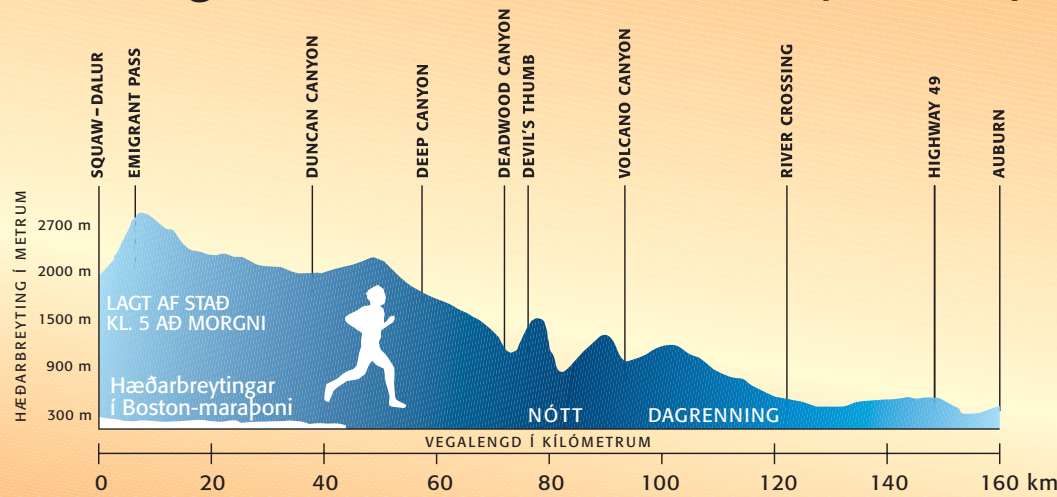 SQUAW–DALUR
EMIGRANT PASS
DUNCAN CANYON
DEEP CANYON
DEADWOOD CANYON
DEVIL'S THUMB
VOLCANO CANYON
RIVER CROSSING
HIGHWAY 49
AUBURN
HÆÐARBREYTING Í METRUM
2700 m
2000 m
1500 m
900 m
300 m
LAGT AF STAÐ
KL. 5 AÐ MORGNI
Hæðarbreytingar
í Boston-maraþoni
NÓTT
DAGRENNING
VEGALENGD Í KÍLÓMETRUM
0 20 40 60 80 100 120 140 160 km